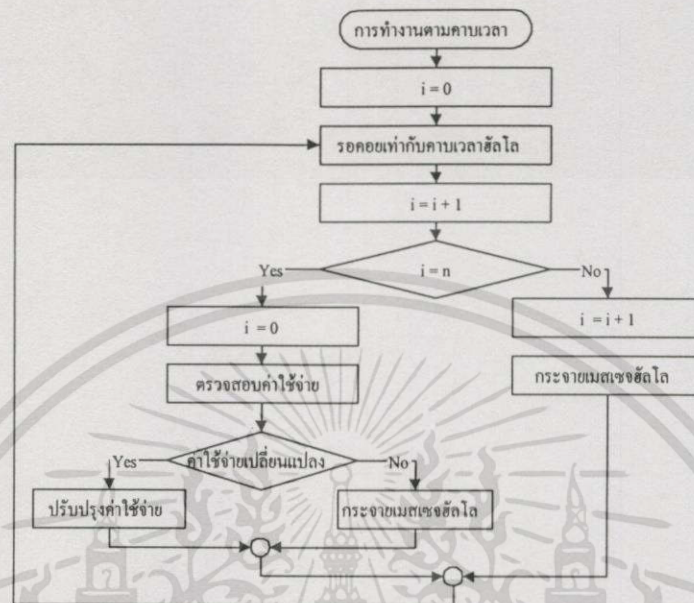 การทำงานตามคาบเวลา
i = 0
รอคอยเท่ากับคาบเวลาฮัลโล
i = i + 1
i = n
Yes
No
i = 0
i = i + 1
ตรวจสอบค่าใช้จ่าย
กระจายเมสเซจฮัลโล
ค่าใช้จ่ายเปลี่ยนแปลง
Yes
No
ปรับปรุงค่าใช้จ่าย
กระจายเมสเซจฮัลโล